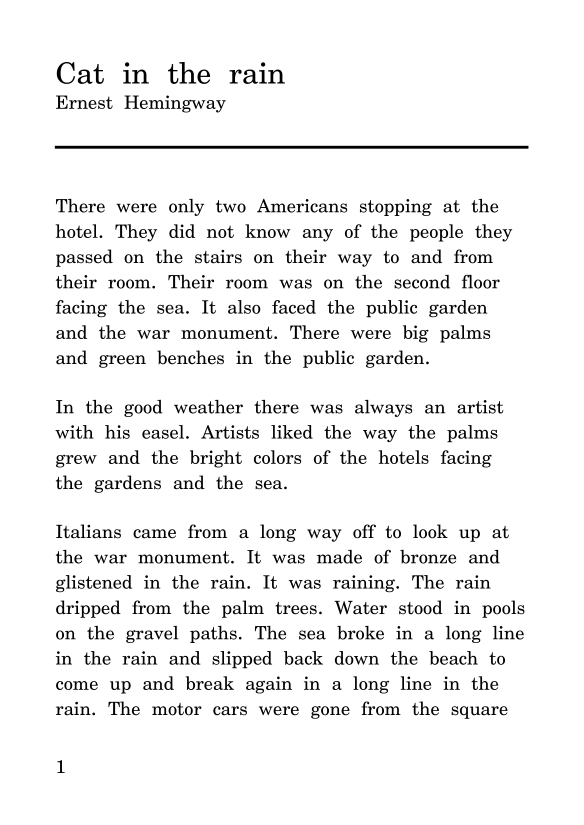 Cat in the rain
Ernest Hemingway
There were only two Americans stopping at the
hotel. They did not know any of the people they
passed on the stairs on their way to and from
their room. Their room was on the second floor
facing the sea. It also faced the public garden
and the war monument. There were big palms
and green benches in the public garden.
In the good weather there was always an artist
with his easel. Artists liked the way the palms
grew and the bright colors of the hotels facing
the gardens and the sea.
Italians came from a long way off to look up at
the war monument. It was made of bronze and
glistened in the rain. It was raining. The rain
dripped from the palm trees. Water stood in pools
on the gravel paths. The sea broke in a long line
in the rain and slipped back down the beach to
come up and break again in a long line in the
rain. The motor cars were gone from the square
1